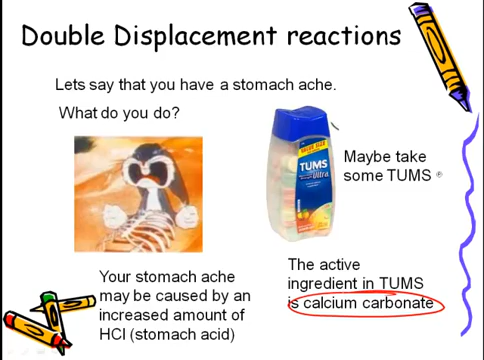 Double Displacement reactions
Lets say that you have a stomach ache.
What do you do?
VALUE SIZE
TUMS
Ultra
Maybe take
some TUMS
Your stomach ache
may be caused by an
increased amount of
HCl (stomach acid)
The active
ingredient in TUMS
is calcium carbonate